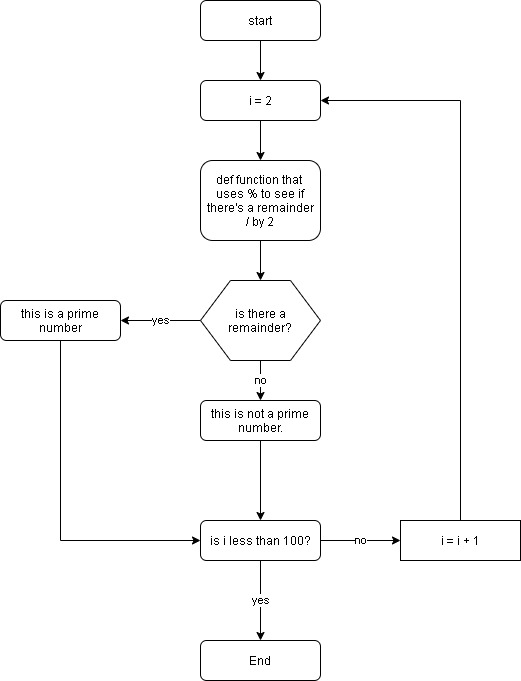 start
i = 2
def function that
uses % to see if
there's a remainder
/ by 2
is there a
remainder?
yes
this is a prime
number
no
this is not a prime
number.
is i less than 100?
no
i = i + 1
yes
End